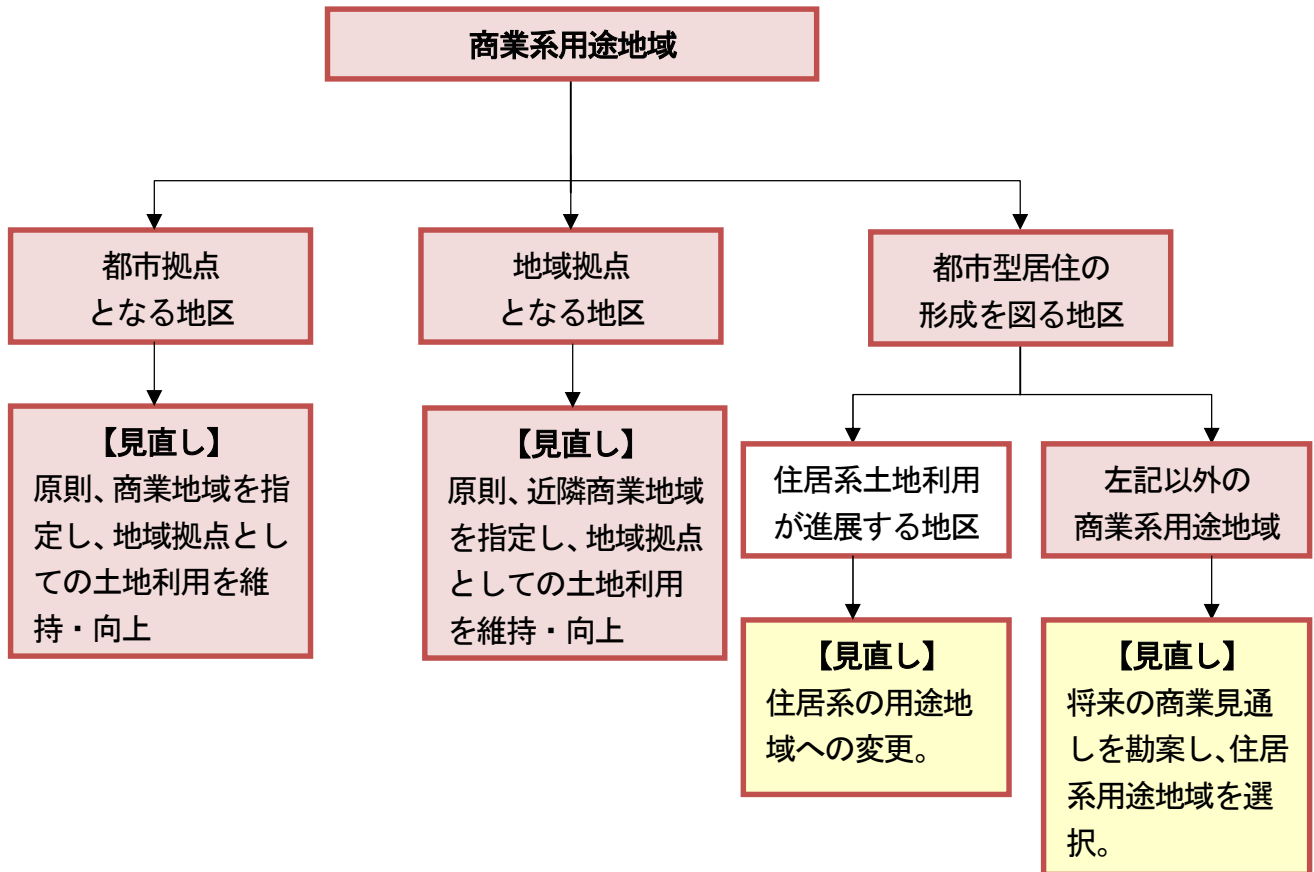 商業系用途地域
都市拠点
となる地区
地域拠点
となる地区
都市型居住の
形成を図る地区
【見直し】
原則、商業地域を指
定し、地域拠点とし
ての土地利用を維
持・向上
【見直し】
原則、近隣商業地域
を指定し、地域拠点
としての土地利用
を維持・向上
住居系土地利用
が進展する地区
左記以外の
商業系用途地域
【見直し】
住居系の用途地
域への変更。
【見直し】
将来の商業見通
しを勘案し、住居
系用途地域を選
択。